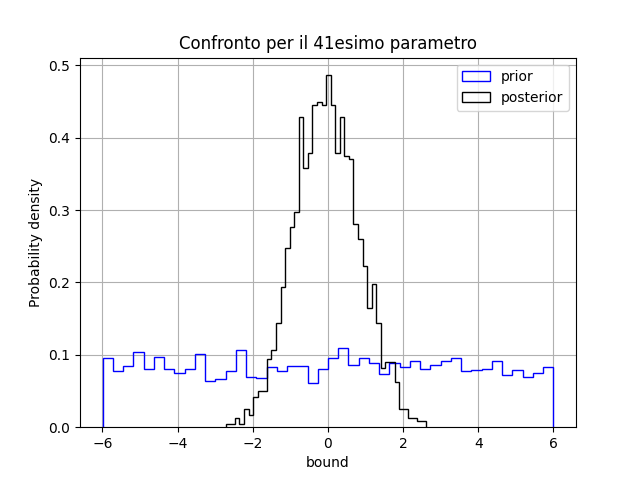 Confronto per il 41esimo parametro
prior
posterior
Probability density
0.5
0.4
0.3
0.2
0.1
0.0
−6 −4 −2 0 2 4 6
bound